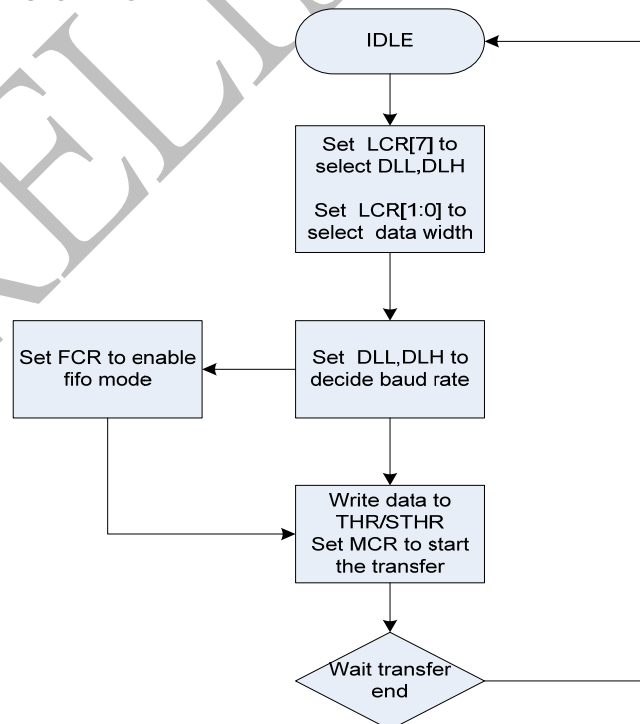 IDLE
Set LCR[7] to
select DLL,DLH
Set LCR[1:0] to
select data width
Set FCR to enable
fifo mode
Set DLL,DLH to
decide baud rate
Write data to
THR/STHR
Set MCR to start
the transfer
Wait transfer
end